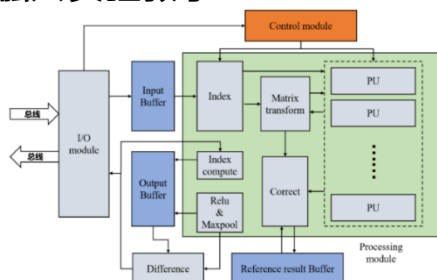 Control module
Input
Buffer
Index
Matrix
transform
PU
PU
总线
总线
I/O
module
Index
compute
Output
Buffer
Relu
&
Maxpool
Correct
PU
Processing
module
Difference
Reference result Buffer